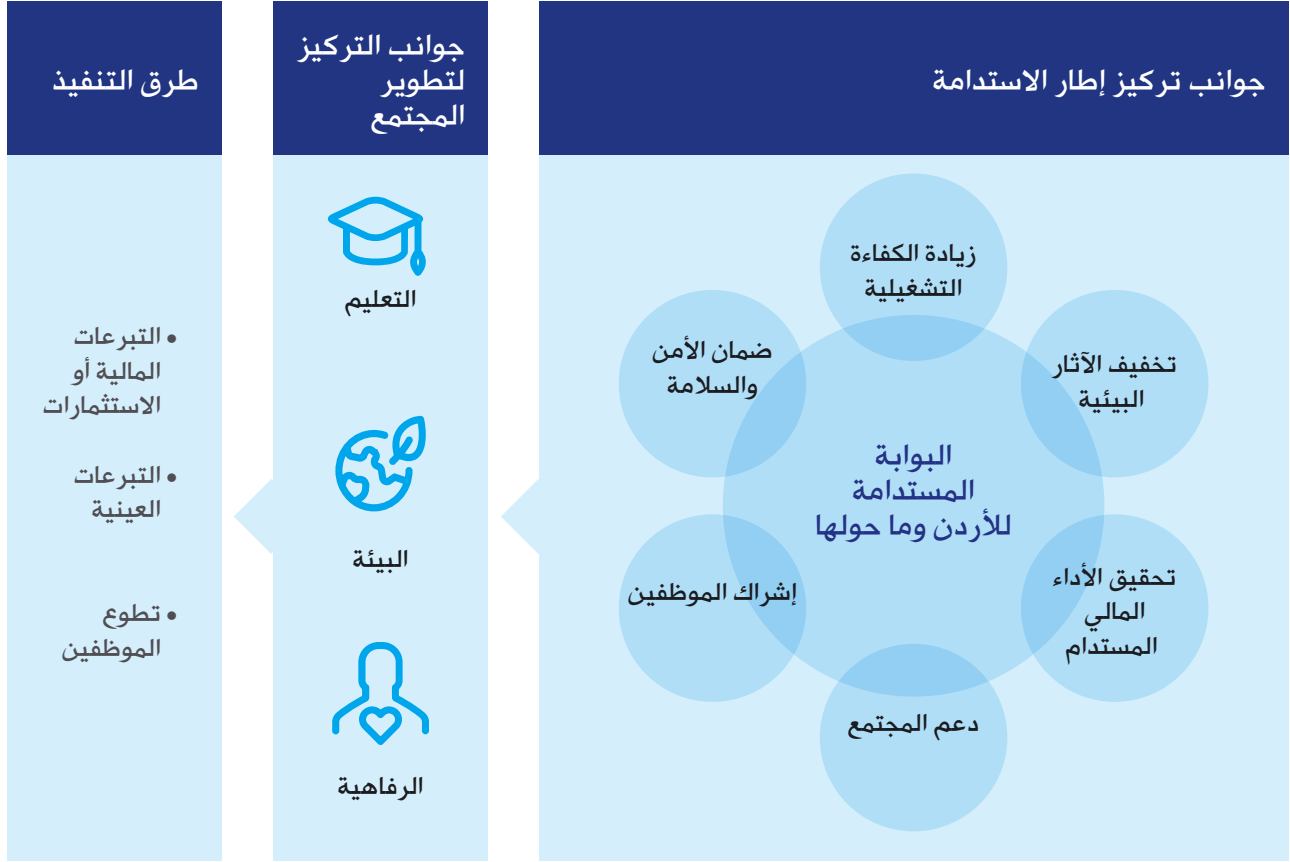 جوانب تركيز إطار الاستدامة
زيادة الكفاءة
التشغيلية
تخفيف الآثار
البيئية
تحقيق الأداء
المالي
المستدام
دعم المجتمع
إشراك الموظفين
ضمان الأمن
والسلامة
البوابة
المستدامة
للأردن وما حولها
جوانب التركيز
لتطوير
المجتمع
التعليم
البيئة
الرفاهية
طرق التنفيذ
• التبرعات
المالية أو
الاستثمارات
• التبرعات
العينية
• تطوع
الموظفين